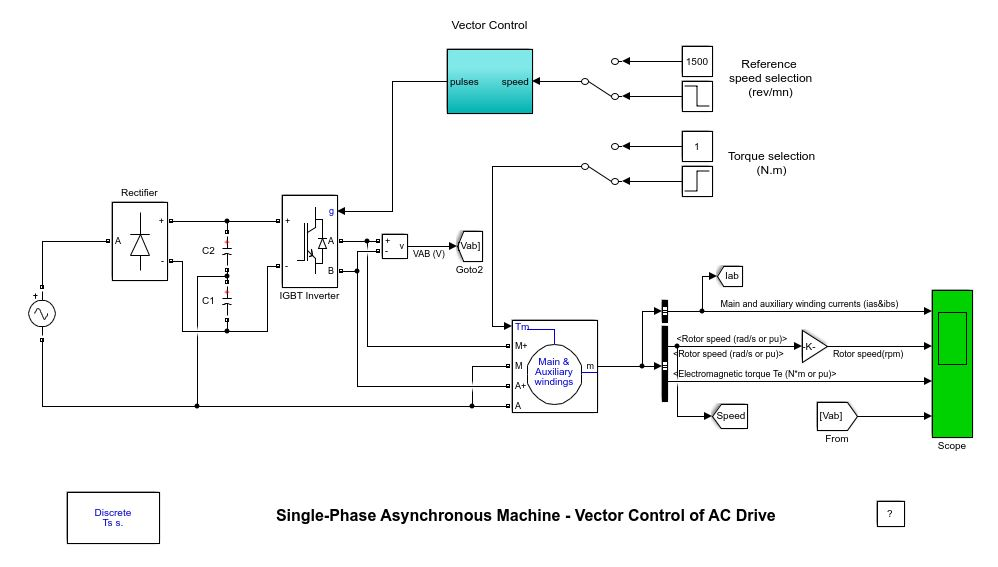 Vector Control
pulses
speed
1500
Reference
speed selection
(rev/mn)
1
Torque selection
(N.m)
Rectifier
A
+
-
C2
C1
+
-
g
A
B
IGBT Inverter
+
-
v
VAB (V)
[Vab]
Goto2
+
Tm
M+
M
A+
A
Main &
Auxiliary
windings
m
Iab
Main and auxiliary winding currents (ias&ibs)
<Rotor speed (rad/s or pu)>
<Rotor speed (rad/s or pu)>
-K-
Rotor speed(rpm)
<Electromagnetic torque Te (N*m or pu)>
Speed
[Vab]
From
Scope
Discrete
Ts s.
Single-Phase Asynchronous Machine - Vector Control of AC Drive
?